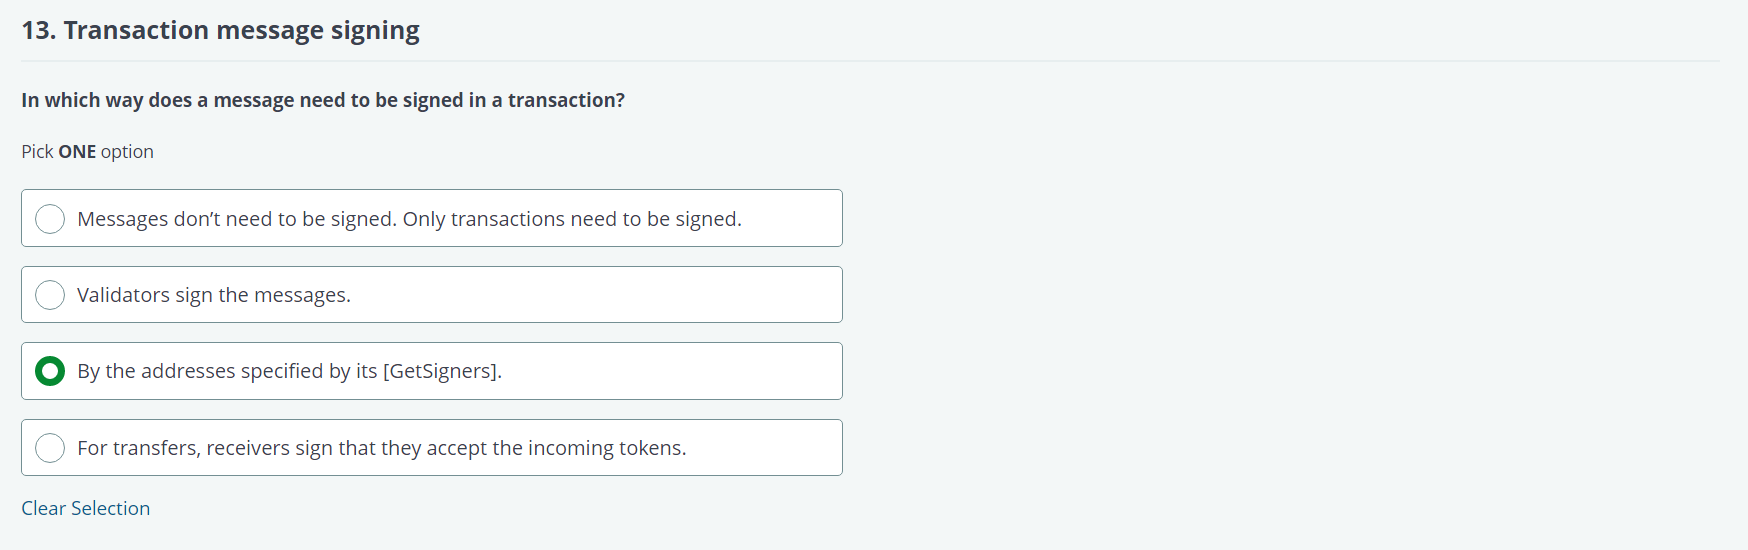 13. Transaction message signing
In which way does a message need to be signed in a transaction?
Pick ONE option
Messages don’t need to be signed. Only transactions need to be signed.
Validators sign the messages.
By the addresses specified by its [GetSigners].
For transfers, receivers sign that they accept the incoming tokens.
Clear Selection